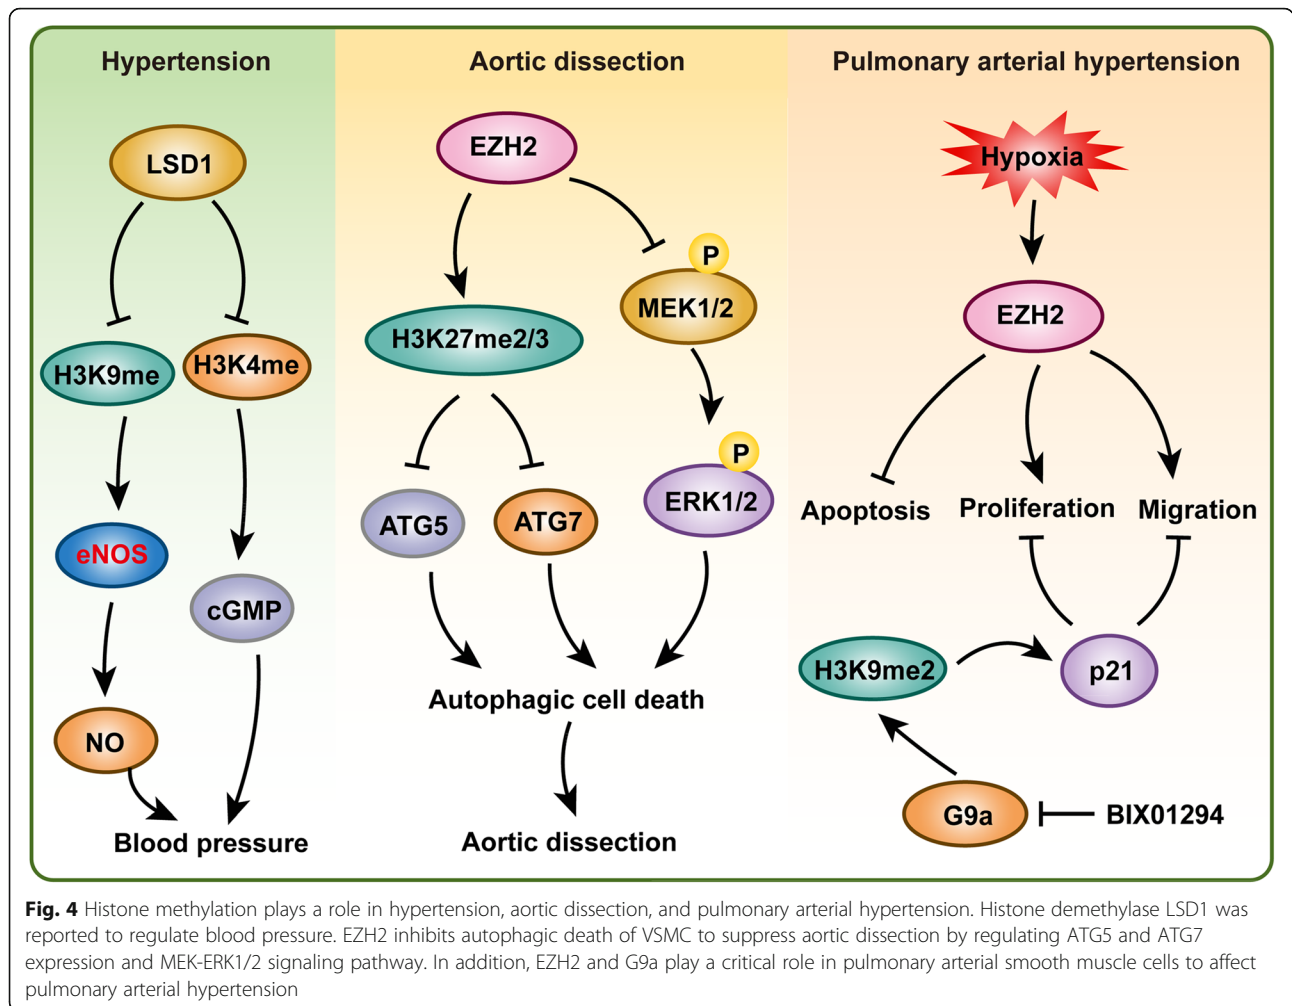 Hypertension
LSD1
H3K9me
H3K4me
eNOS
cGMP
NO
Blood pressure
Aortic dissection
EZH2
P
MEK1/2
H3K27me2/3
P
ERK1/2
ATG5
ATG7
Autophagic cell death
Aortic dissection
Pulmonary arterial hypertension
Hypoxia
EZH2
Apoptosis
Proliferation
Migration
H3K9me2
p21
G9a
BIX01294
Fig. 4 Histone methylation plays a role in hypertension, aortic dissection, and pulmonary arterial hypertension. Histone demethylase LSD1 was
reported to regulate blood pressure. EZH2 inhibits autophagic death of VSMC to suppress aortic dissection by regulating ATG5 and ATG7
expression and MEK-ERK1/2 signaling pathway. In addition, EZH2 and G9a play a critical role in pulmonary arterial smooth muscle cells to affect
pulmonary arterial hypertension